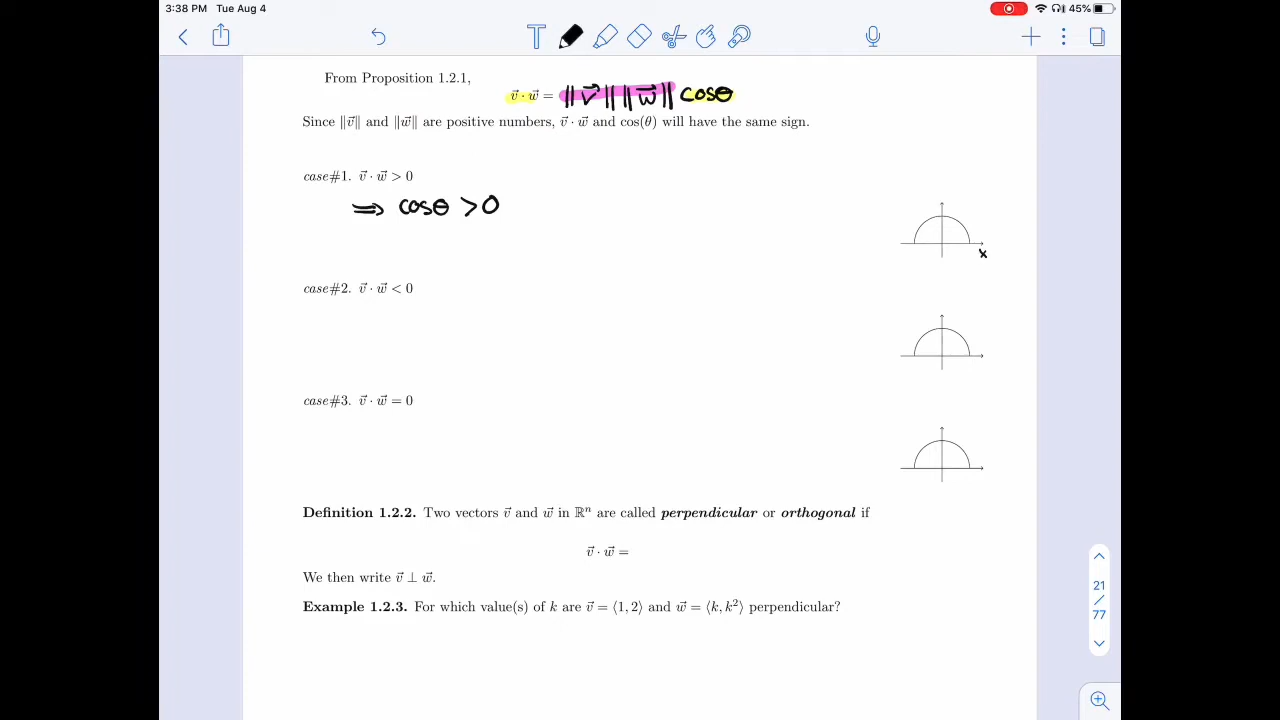 3:38 PM Tue Aug 4
45%
From Proposition 1.2.1,
v⃗ · w⃗ = ‖v⃗‖ ‖w⃗‖ cosθ
Since ‖v⃗‖ and ‖w⃗‖ are positive numbers, v⃗ · w⃗ and cos(θ) will have the same sign.
case#1. v⃗ · w⃗ > 0
⟹ cosθ > 0
x
case#2. v⃗ · w⃗ < 0
case#3. v⃗ · w⃗ = 0
Definition 1.2.2. Two vectors v⃗ and w⃗ in ℝⁿ are called perpendicular or orthogonal if
v⃗ · w⃗ =
We then write v⃗ ⊥ w⃗.
Example 1.2.3. For which value(s) of k are v⃗ = ⟨1, 2⟩ and w⃗ = ⟨k, k²⟩ perpendicular?
21
/
77